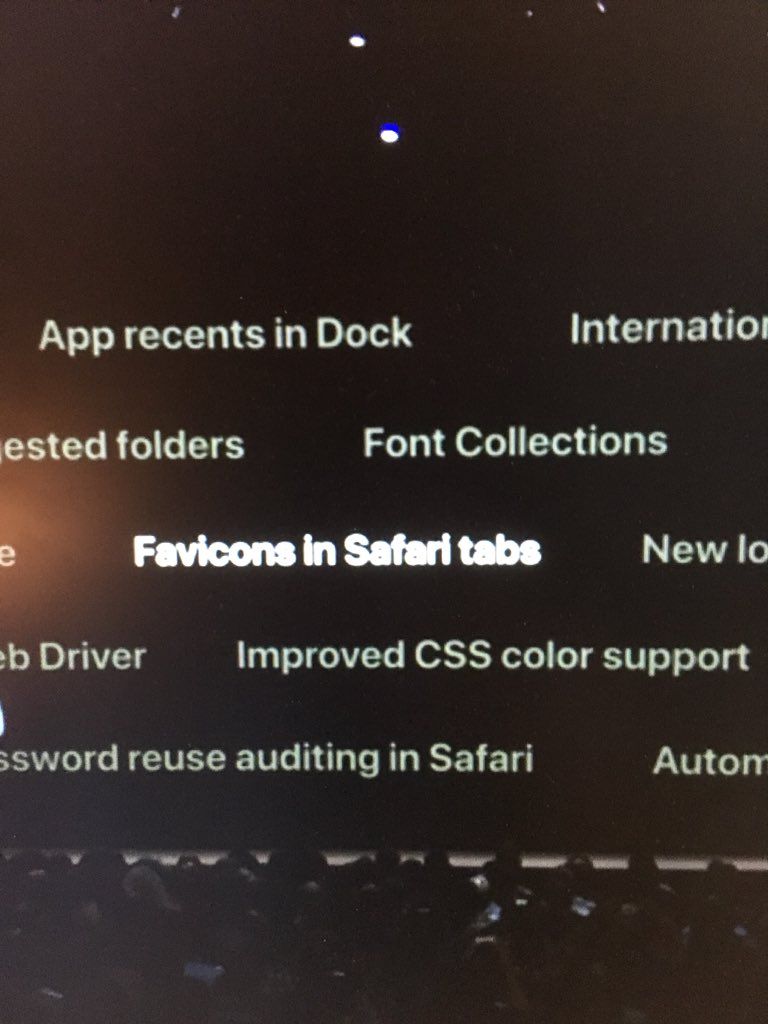 App recents in Dock Internation
gested folders Font Collections
e Favicons in Safari tabs New lo
eb Driver Improved CSS color support
ssword reuse auditing in Safari Autom